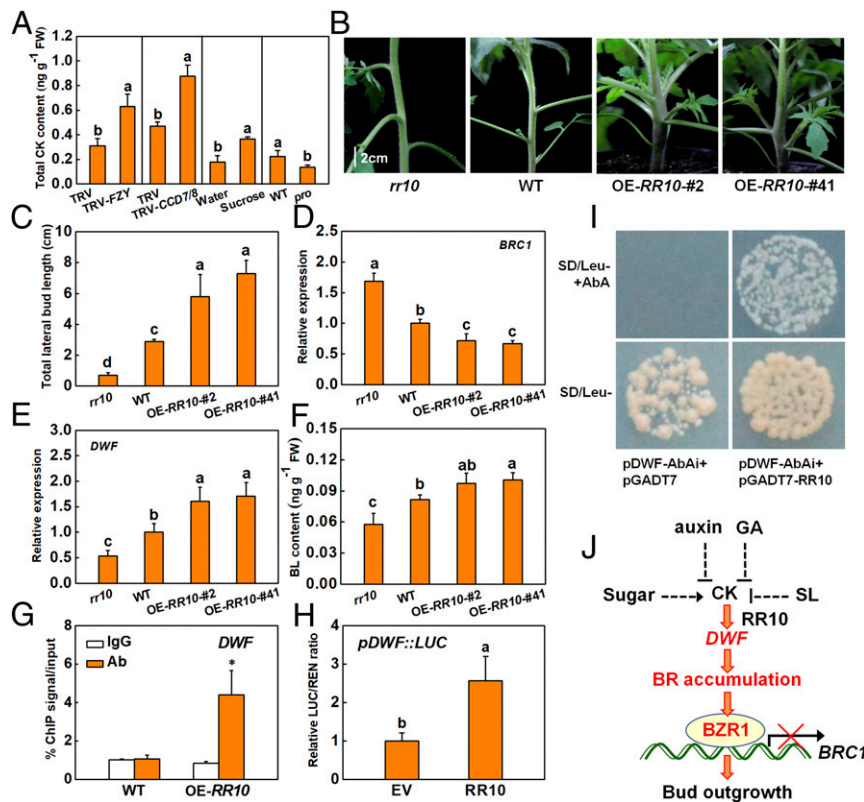 A
Total CK content (ng g-1 FW)
1.2
1.0
0.8
0.6
0.4
0.2
0.0
b
a
b
a
b
a
a
b
TRV
TRV-FZY
TRV
TRV-CCD7/8
Water
Sucrose
WT
pro
B
2cm
rr10
WT
OE-RR10-#2
OE-RR10-#41
C
Total lateral bud length (cm)
10
8
6
4
2
0
d
c
a
a
rr10
WT
OE-RR10-#2
OE-RR10-#41
D
Relative expression
2.5
2.0
1.5
1.0
0.5
0.0
BRC1
a
b
c
c
rr10
WT
OE-RR10-#2
OE-RR10-#41
I
SD/Leu-
+AbA
SD/Leu-
pDWF-AbAi+
pGADT7
pDWF-AbAi+
pGADT7-RR10
E
Relative expression
3.0
2.5
2.0
1.5
1.0
0.5
0.0
DWF
c
b
a
a
rr10
WT
OE-RR10-#2
OE-RR10-#41
F
BL content (ng g-1 FW)
0.15
0.12
0.09
0.06
0.03
0.00
c
b
ab
a
rr10
WT
OE-RR10-#2
OE-RR10-#41
G
% ChIP signal/input
8
6
4
2
0
IgG
Ab
DWF
*
WT
OE-RR10
H
Relative LUC/REN ratio
4
3
2
1
0
pDWF::LUC
b
a
EV
RR10
J
auxin GA
Sugar CK SL
RR10
DWF
BR accumulation
BZR1
BRC1
Bud outgrowth